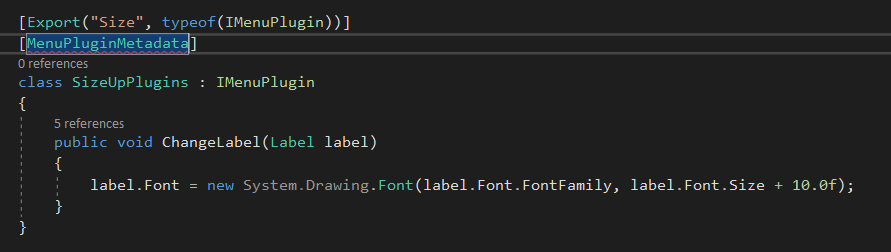 [Export("Size", typeof(IMenuPlugin))]
[MenuPluginMetadata]
0 references
class SizeUpPlugins : IMenuPlugin
{
5 references
public void ChangeLabel(Label label)
{
label.Font = new System.Drawing.Font(label.Font.FontFamily, label.Font.Size + 10.0f);
}
}